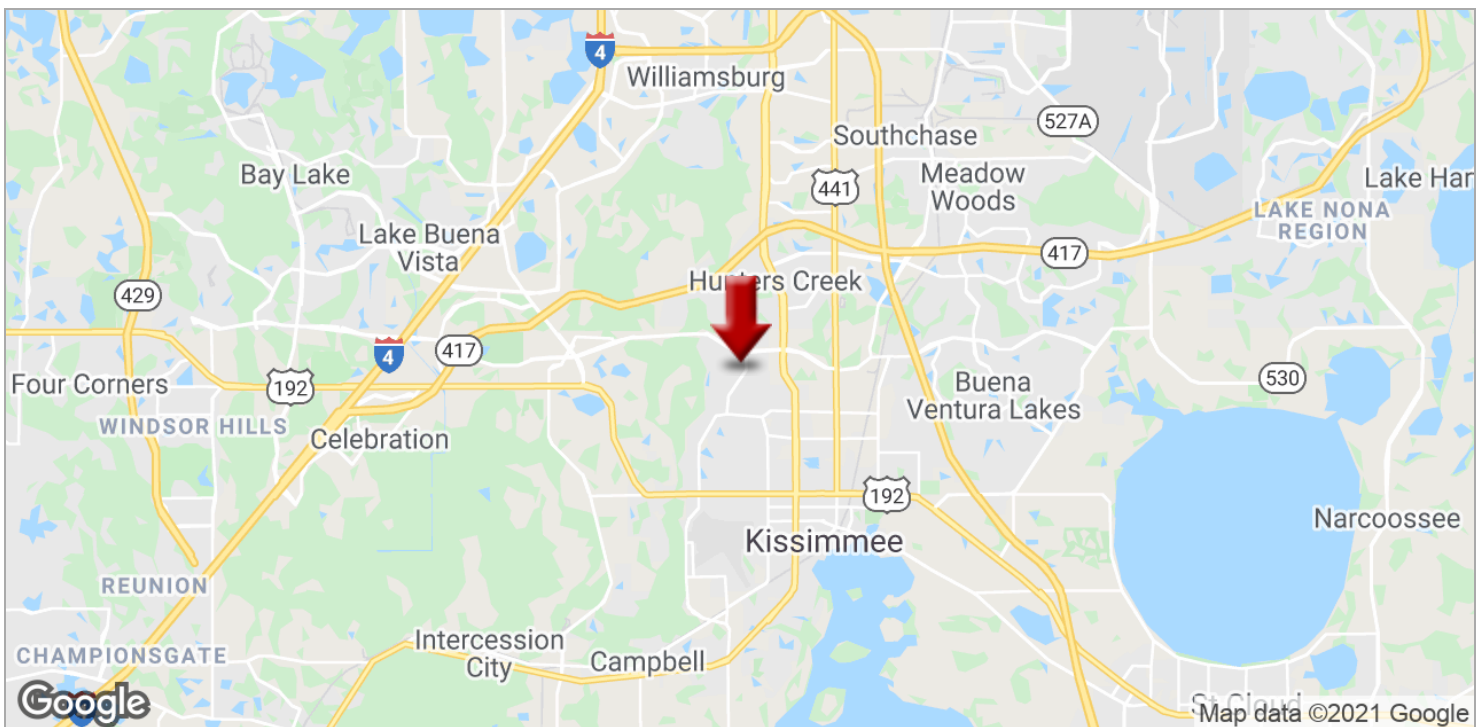 4
Williamsburg
527A
Southchase
Bay Lake
441
Meadow
Woods
Lake Har
LAKE NONA
REGION
Lake Buena
Vista
417
Hunters Creek
429
4
417
192
Four Corners
530
Buena
Ventura Lakes
WINDSOR HILLS
Celebration
192
Narcoossee
Kissimmee
REUNION
Intercession
City
Campbell
CHAMPIONSGATE
Google
St Cloud
Map data ©2021 Google